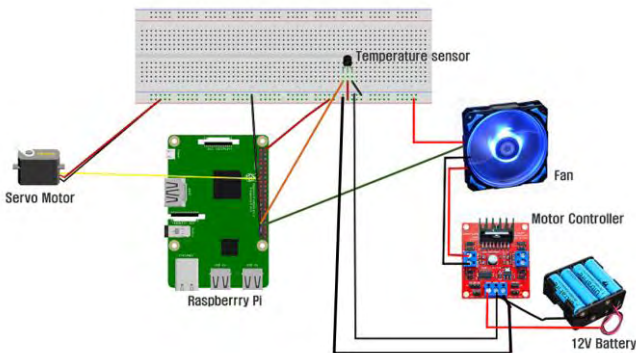 Temperature sensor
Servo Motor
Fan
Motor Controller
Raspberrry Pi
12V Battery